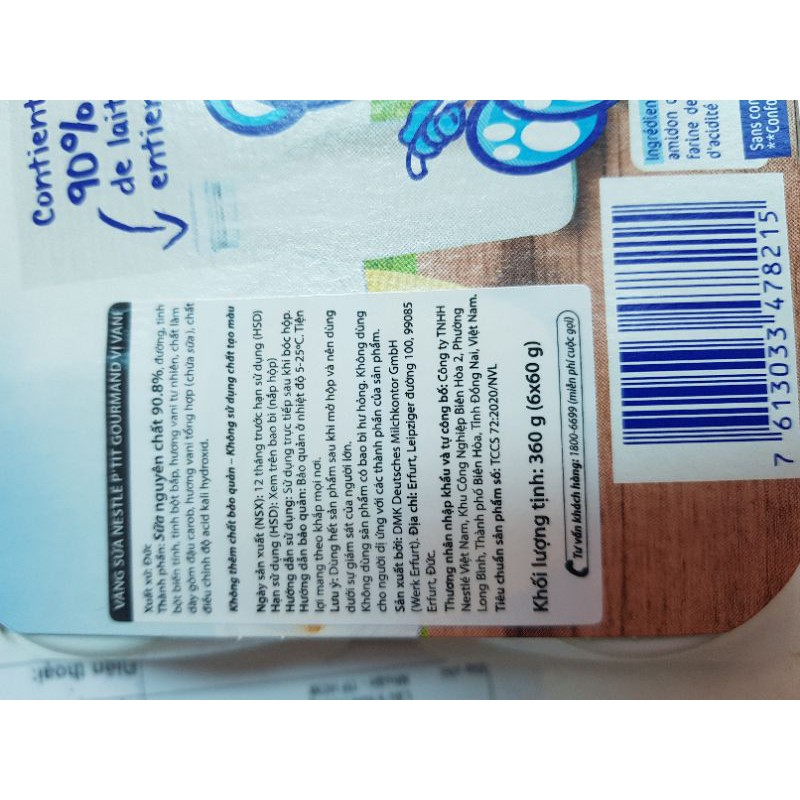 Contient
90%
de lait
entier
Ingrédien
amidon
farine de
d'acidité
Sans con
**Confo
VÁNG SỮA NESTLÉ P'TIT GOURMAND VỊ VANI
Xuất xứ: Đức
Thành phần: Sữa nguyên chất 90.8%, đường, tinh
bột biến tính, tinh bột bắp, hương vani tự nhiên, chất làm
dày gôm đậu carob, hương vani tổng hợp (chứa sữa), chất
điều chỉnh độ acid kali hydroxid.
Không thêm chất bảo quản – Không sử dụng chất tạo màu
Ngày sản xuất (NSX): 12 tháng trước hạn sử dụng (HSD)
Hạn sử dụng (HSD): Xem trên bao bì (nắp hộp)
Hướng dẫn sử dụng: Sử dụng trực tiếp sau khi bóc hộp.
Hướng dẫn bảo quản: Bảo quản ở nhiệt độ 5-25°C. Tiện
lợi mang theo khắp mọi nơi.
Lưu ý: Dùng hết sản phẩm sau khi mở hộp và nên dùng
dưới sự giám sát của người lớn.
Không dùng sản phẩm có bao bì hư hỏng. Không dùng
cho người dị ứng với các thành phần của sản phẩm.
Sản xuất bởi: DMK Deutsches Milchkontor GmbH
(Werk Erfurt). Địa chỉ: Erfurt, Leipziger đường 100, 99085
Erfurt, Đức.
Thương nhân nhập khẩu và tự công bố: Công ty TNHH
Nestlé Việt Nam, Khu Công Nghiệp Biên Hòa 2, Phường
Long Bình, Thành phố Biên Hòa, Tỉnh Đồng Nai, Việt Nam.
Tiêu chuẩn sản phẩm số: TCCS 72:2020/NVL
Khối lượng tịnh: 360 g (6x60 g)
Tư vấn khách hàng: 1800-6699 (miễn phí cuộc gọi)
7 613033 478215
Điện thoại: